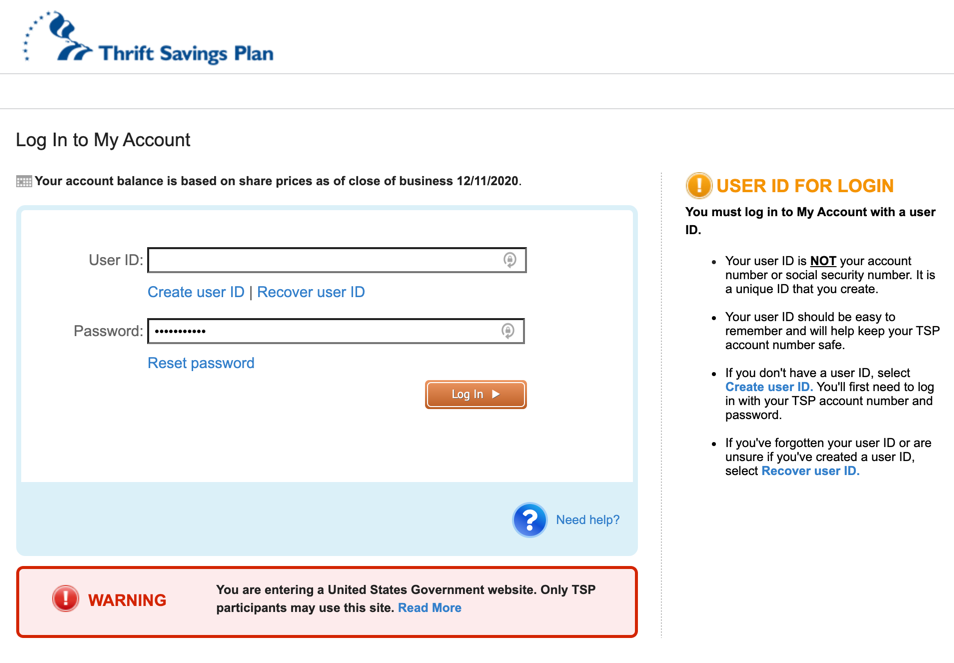 Thrift Savings Plan
Log In to My Account
Your account balance is based on share prices as of close of business 12/11/2020.
User ID:
Create user ID | Recover user ID
Password: •••••••••••
Reset password
Log In
Need help?
WARNING
You are entering a United States Government website. Only TSP
participants may use this site. Read More
USER ID FOR LOGIN
You must log in to My Account with a user
ID.
• Your user ID is NOT your account
number or social security number. It is
a unique ID that you create.
• Your user ID should be easy to
remember and will help keep your TSP
account number safe.
• If you don't have a user ID, select
Create user ID. You'll first need to log
in with your TSP account number and
password.
• If you've forgotten your user ID or are
unsure if you've created a user ID,
select Recover user ID.